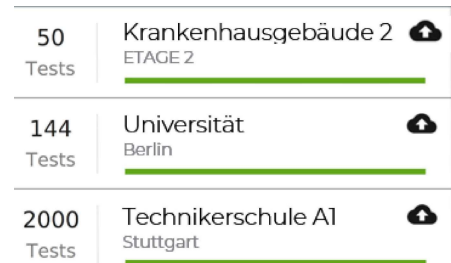 50
Tests
Krankenhausgebäude 2
ETAGE 2
144
Tests
Universität
Berlin
2000
Tests
Technikerschule A1
Stuttgart